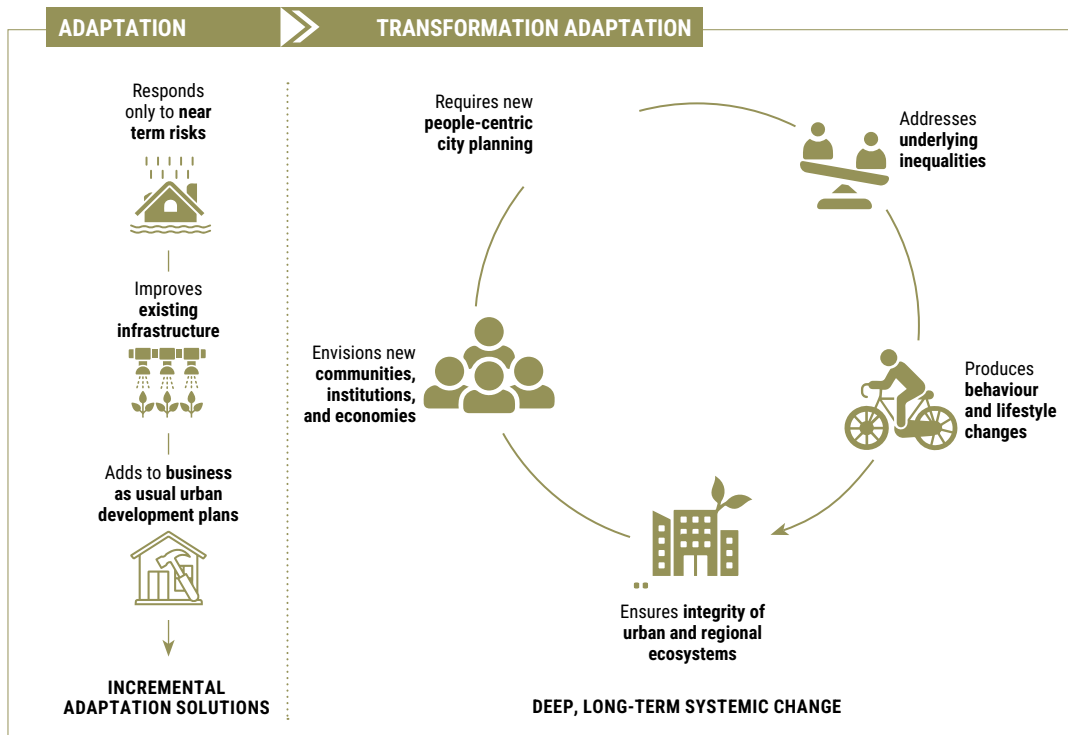 ADAPTATION
TRANSFORMATION ADAPTATION
Responds
only to near
term risks
Improves
existing
infrastructure
Adds to business
as usual urban
development plans
INCREMENTAL
ADAPTATION SOLUTIONS
Requires new
people-centric
city planning
Addresses
underlying
inequalities
Produces
behaviour
and lifestyle
changes
Ensures integrity of
urban and regional
ecosystems
Envisions new
communities,
institutions,
and economies
DEEP, LONG-TERM SYSTEMIC CHANGE